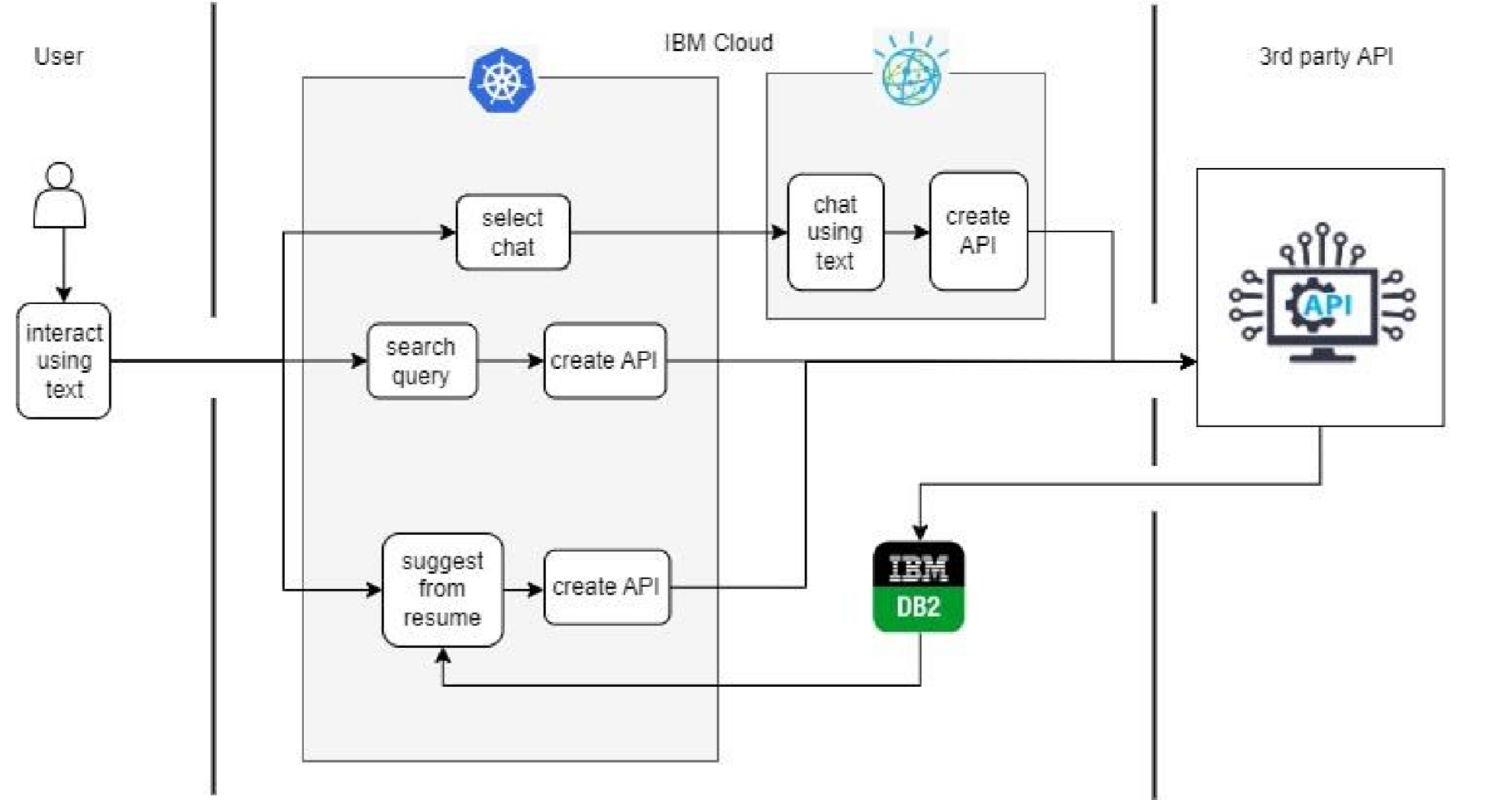 User
IBM Cloud
3rd party API
select
chat
chat
using
text
create
API
API
interact
using
text
search
query
create API
suggest
from
resume
create API
IBM
DB2